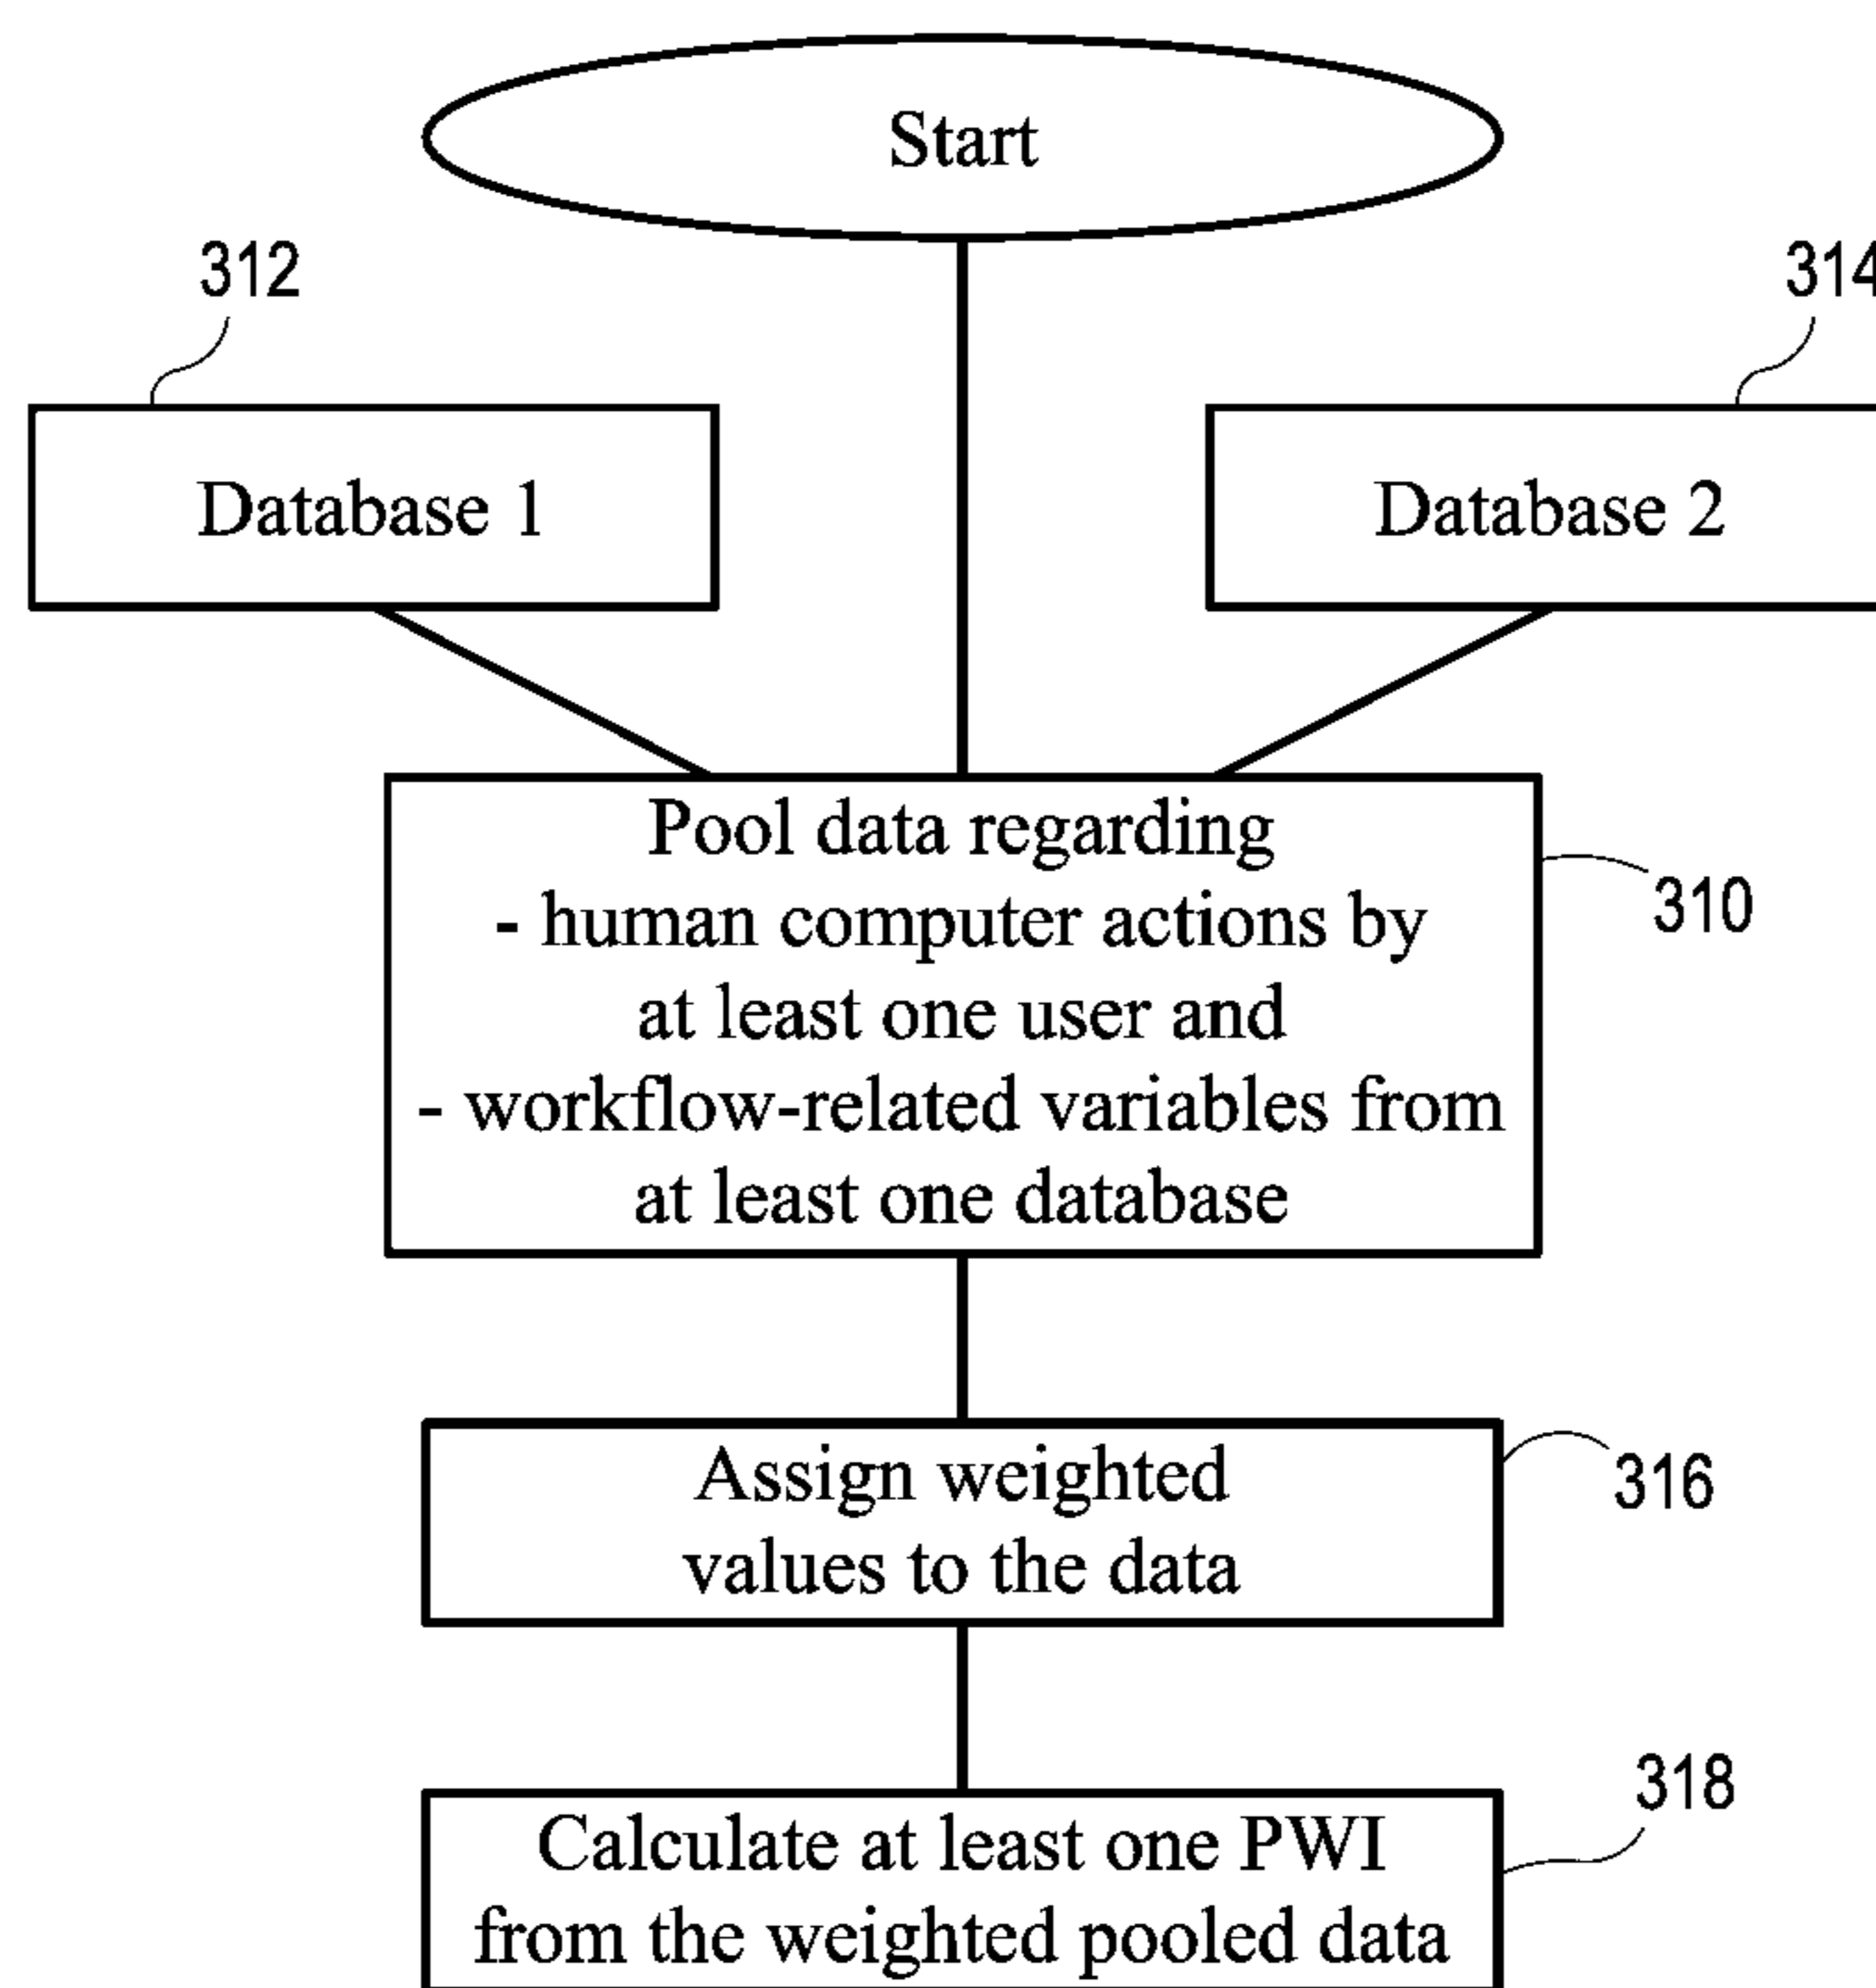 Start
312
314
Database 1
Database 2
Pool data regarding
- human computer actions by
at least one user and
- workflow-related variables from
at least one database
310
Assign weighted
values to the data
316
318
Calculate at least one PWI
from the weighted pooled data